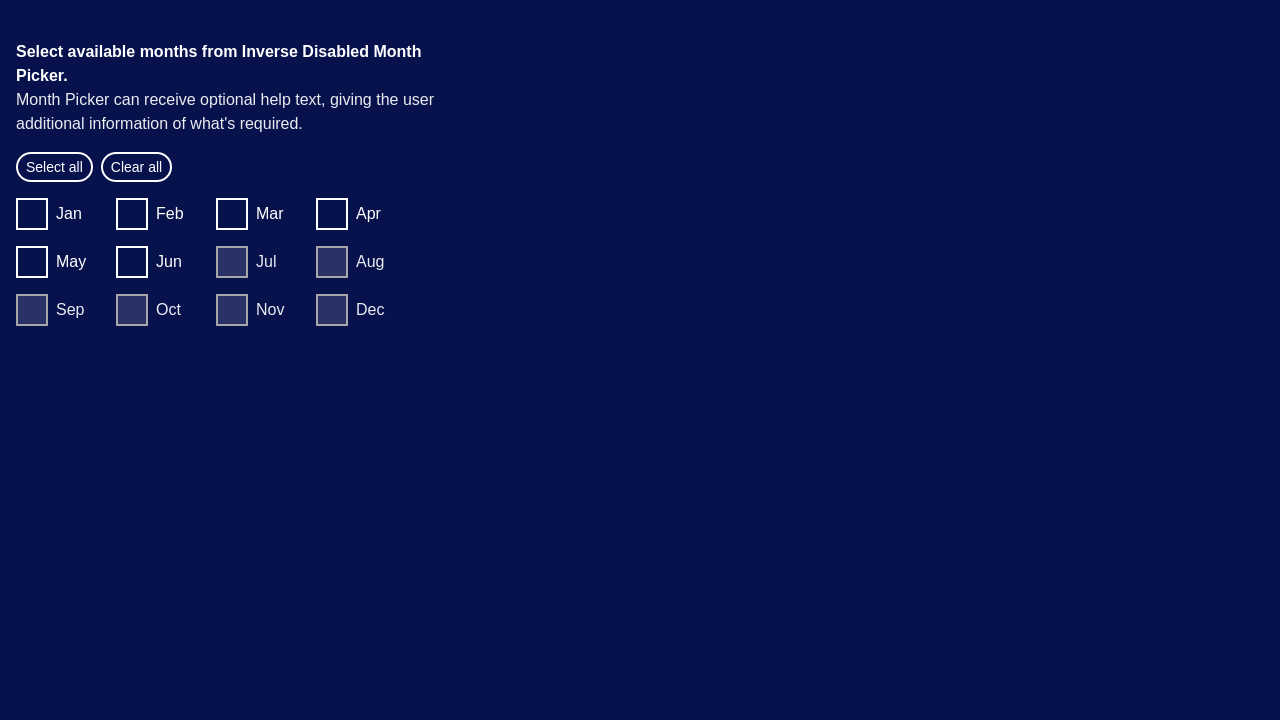 Select available months from Inverse Disabled Month
Picker.
Month Picker can receive optional help text, giving the user
additional information of what's required.
Select all Clear all
Jan Feb Mar Apr
May Jun Jul Aug
Sep Oct Nov Dec